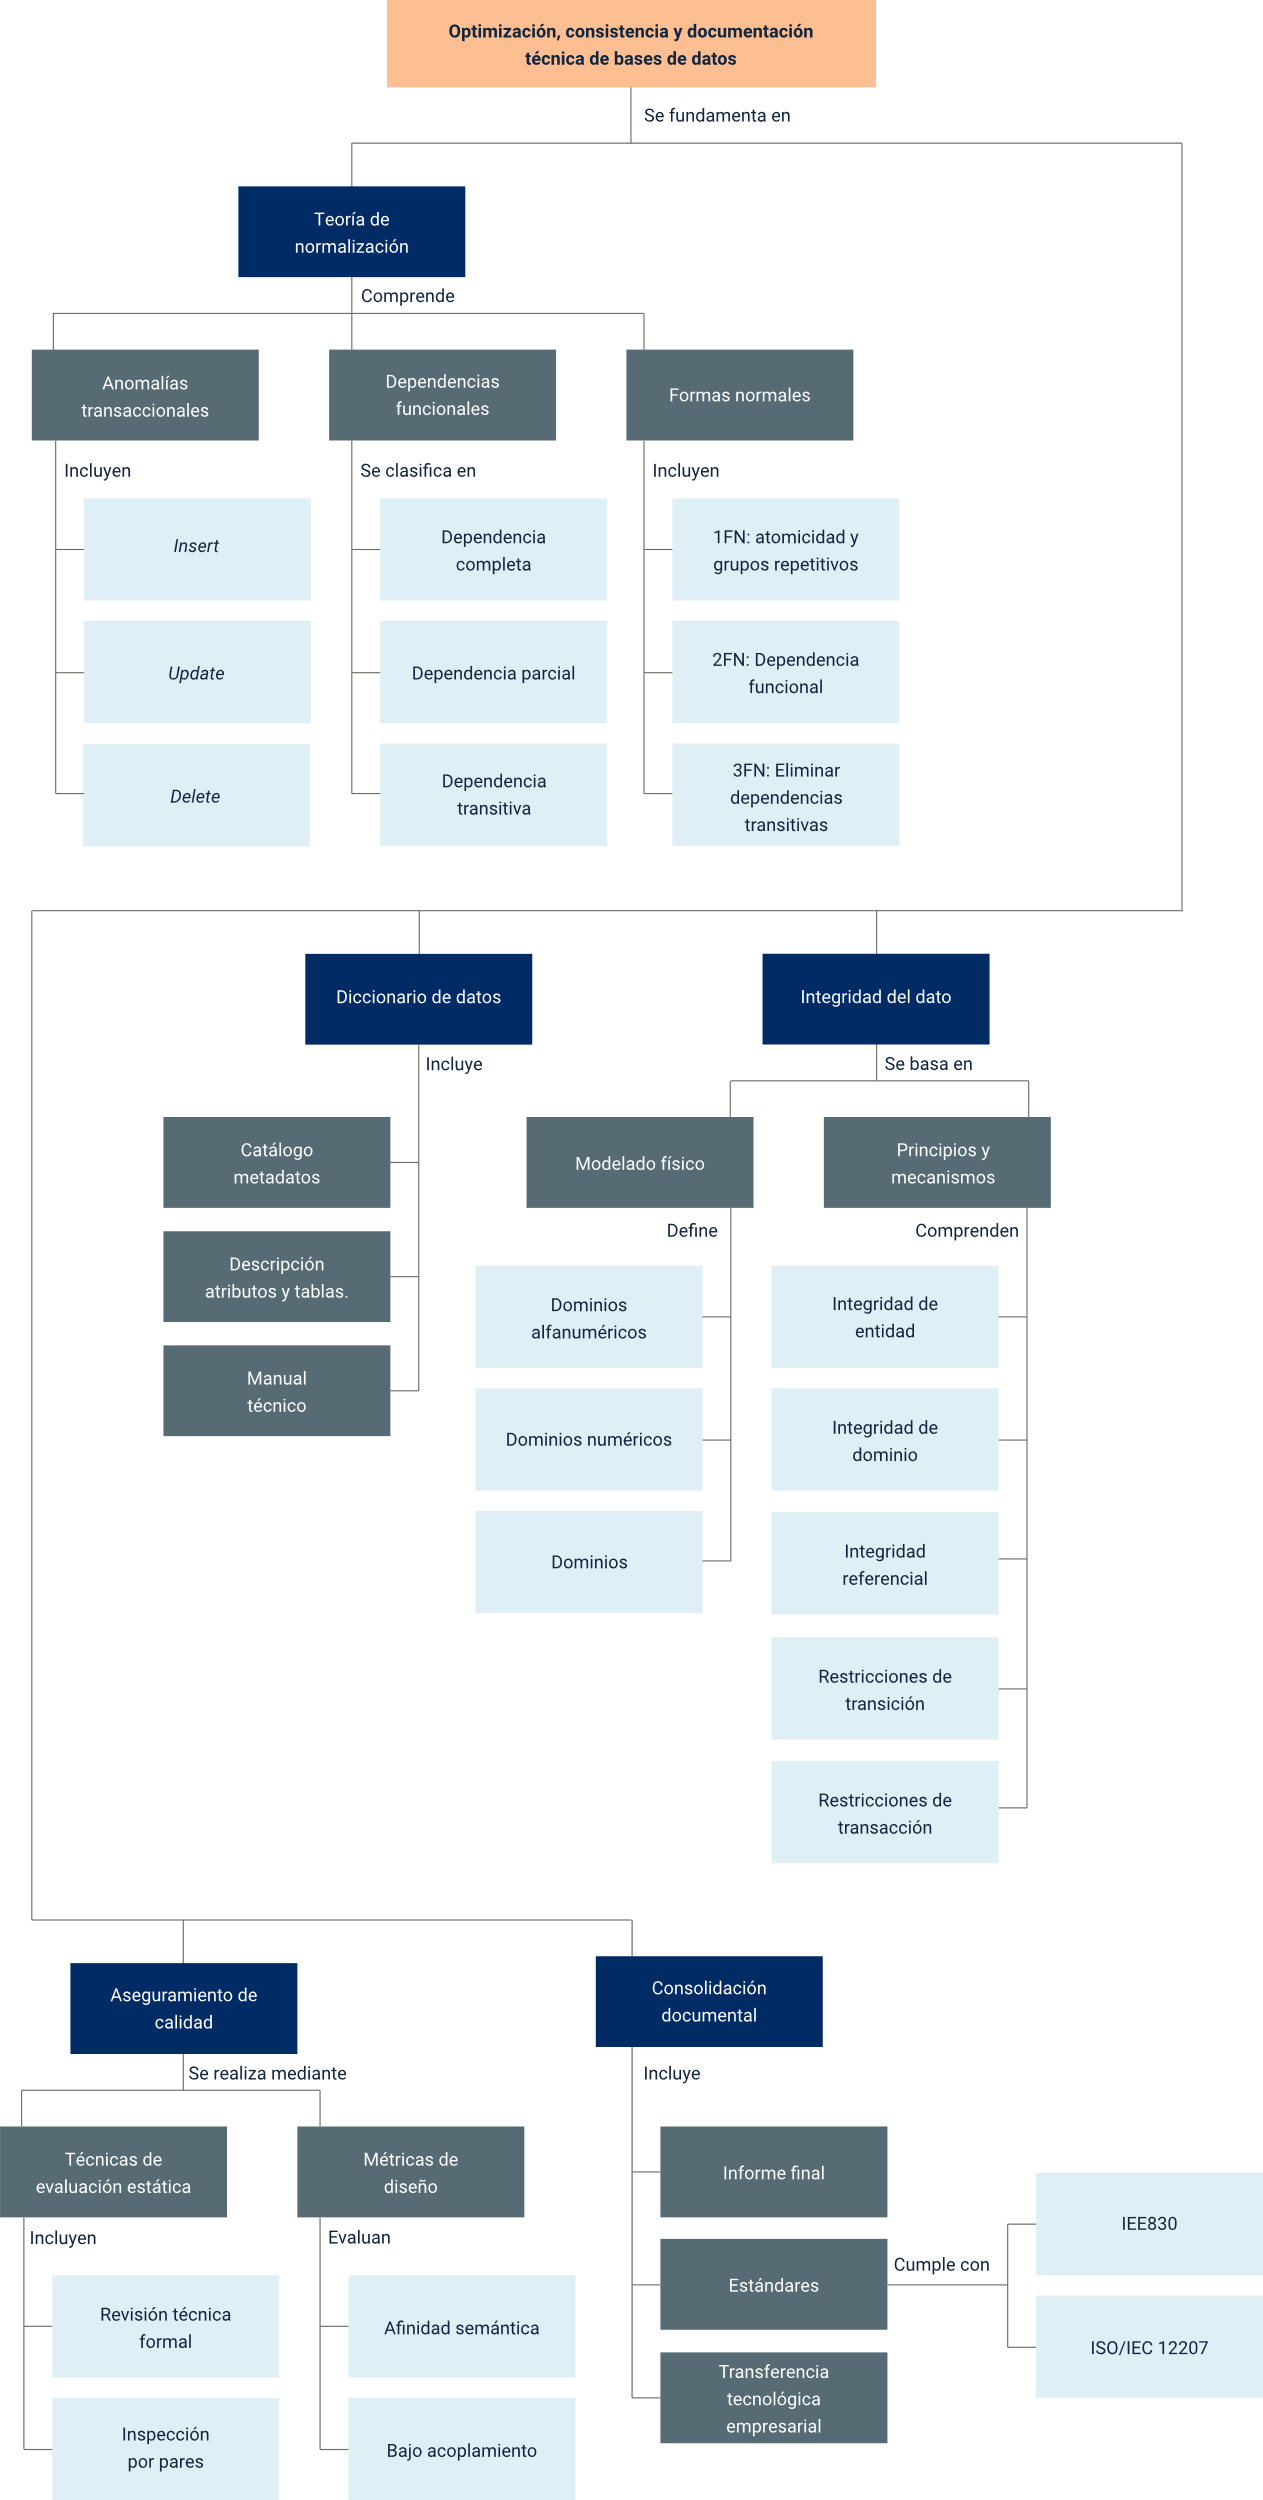 Optimización, consistencia y documentación
técnica de bases de datos
Se fundamenta en
Teoría de
normalización
Comprende
Anomalías
transaccionales
Incluyen
Insert
Update
Delete
Dependencias
funcionales
Se clasifica en
Dependencia
completa
Dependencia parcial
Dependencia
transitiva
Formas normales
Incluyen
1FN: atomicidad y
grupos repetitivos
2FN: Dependencia
funcional
3FN: Eliminar
dependencias
transitivas
Diccionario de datos
Incluye
Catálogo
metadatos
Descripción
atributos y tablas.
Manual
técnico
Integridad del dato
Se basa en
Modelado físico
Define
Dominios
alfanuméricos
Dominios numéricos
Dominios
Principios y
mecanismos
Comprenden
Integridad de
entidad
Integridad de
dominio
Integridad
referencial
Restricciones de
transición
Restricciones de
transacción
Aseguramiento de
calidad
Se realiza mediante
Técnicas de
evaluación estática
Incluyen
Revisión técnica
formal
Inspección
por pares
Métricas de
diseño
Evaluan
Afinidad semántica
Bajo acoplamiento
Consolidación
documental
Incluye
Informe final
Estándares
Cumple con
IEE830
ISO/IEC 12207
Transferencia
tecnológica
empresarial